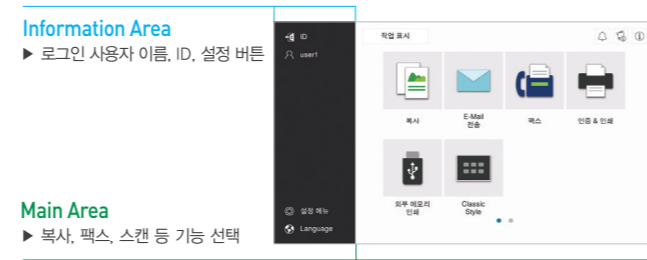 Information Area
▶ 로그인 사용자 이름, ID, 설정 버튼
Main Area
▶ 복사, 팩스, 스캔 등 기능 선택
ID
user1
설정 메뉴
Language
작업 표시
복사
E-Mail
전송
팩스
인증 & 인쇄
외부 메모리
인쇄
Classic
Style